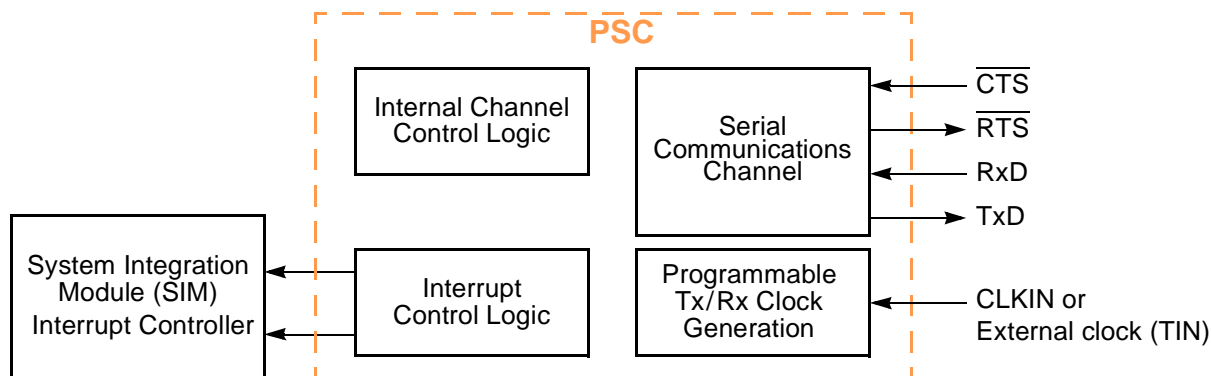 PSC
Internal Channel
Control Logic
Serial
Communications
Channel
CTS
RTS
RxD
TxD
System Integration
Module (SIM)
Interrupt Controller
Interrupt
Control Logic
Programmable
Tx/Rx Clock
Generation
CLKIN or
External clock (TIN)